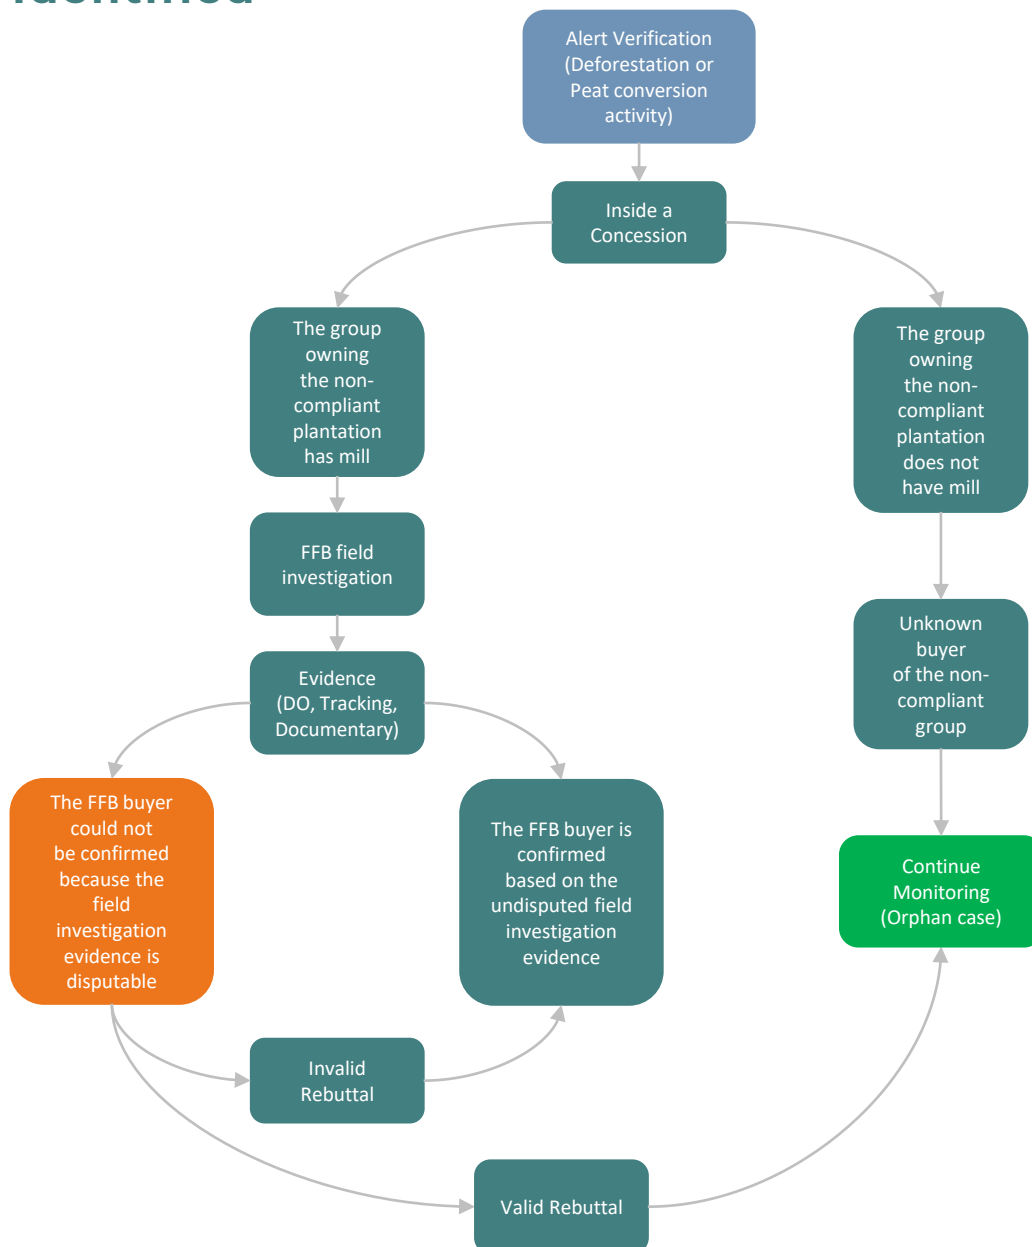 Identified
Alert Verification
(Deforestation or
Peat conversion
activity)
Inside a
Concession
The group
owning
the non-
compliant
plantation
has mill
The group
owning
the non-
compliant
plantation
does not
have mill
FFB field
investigation
Unknown
buyer
of the non-
compliant
group
Evidence
(DO, Tracking,
Documentary)
The FFB buyer
could not
be confirmed
because the
field
investigation
evidence is
disputable
The FFB buyer is
confirmed
based on the
undisputed field
investigation
evidence
Continue
Monitoring
(Orphan case)
Invalid
Rebuttal
Valid Rebuttal